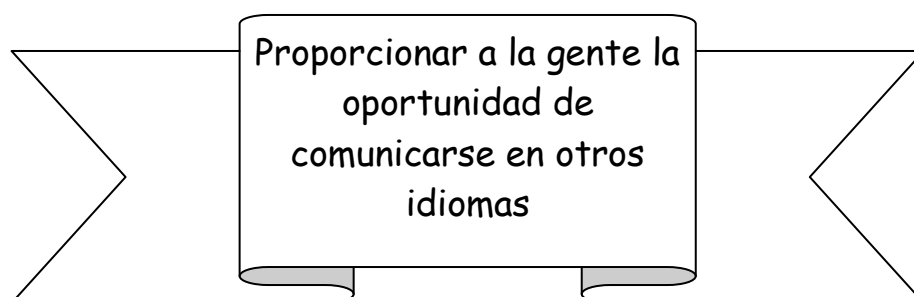 Proporcionar a la gente la
oportunidad de
comunicarse en otros
idiomas